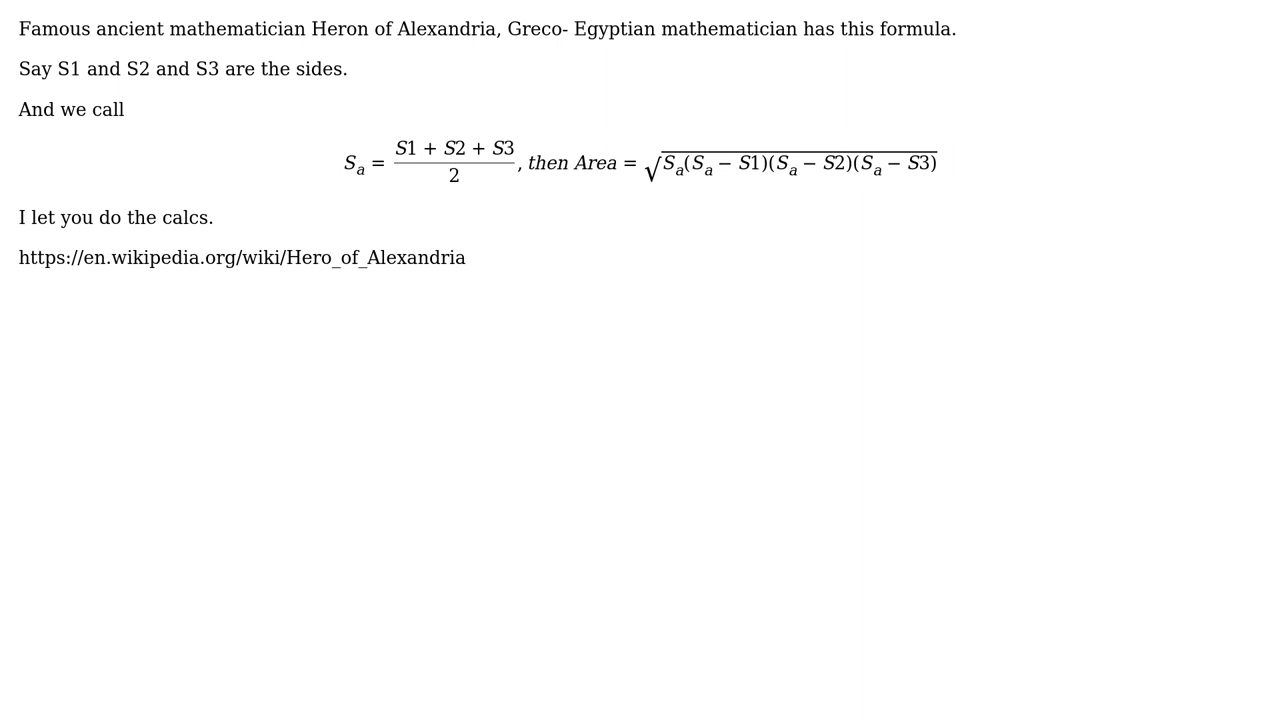 Famous ancient mathematician Heron of Alexandria, Greco- Egyptian mathematician has this formula.
Say S1 and S2 and S3 are the sides.
And we call
S_a = (S1 + S2 + S3)/2, then Area = √(S_a(S_a − S1)(S_a − S2)(S_a − S3))
I let you do the calcs.
https://en.wikipedia.org/wiki/Hero_of_Alexandria